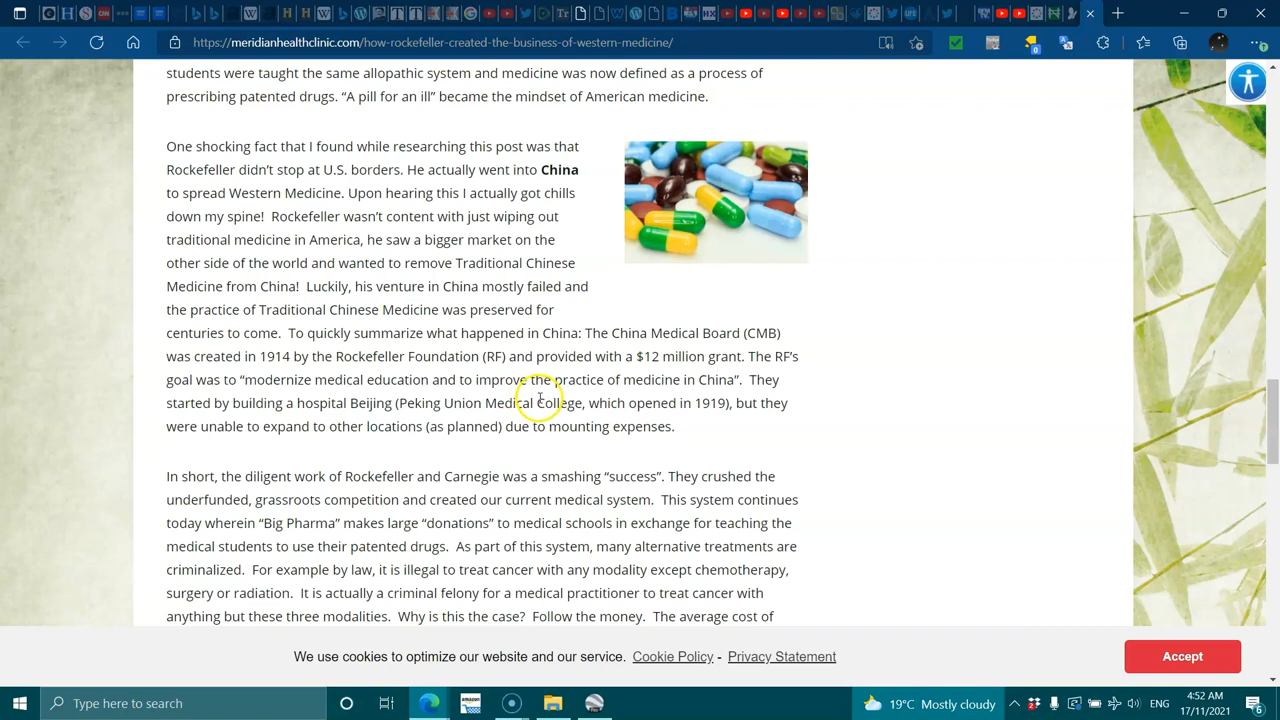 https://meridianhealthclinic.com/how-rockefeller-created-the-business-of-western-medicine/
students were taught the same allopathic system and medicine was now defined as a process of
prescribing patented drugs. “A pill for an ill” became the mindset of American medicine.
One shocking fact that I found while researching this post was that
Rockefeller didn’t stop at U.S. borders. He actually went into China
to spread Western Medicine. Upon hearing this I actually got chills
down my spine! Rockefeller wasn’t content with just wiping out
traditional medicine in America, he saw a bigger market on the
other side of the world and wanted to remove Traditional Chinese
Medicine from China! Luckily, his venture in China mostly failed and
the practice of Traditional Chinese Medicine was preserved for
centuries to come. To quickly summarize what happened in China: The China Medical Board (CMB)
was created in 1914 by the Rockefeller Foundation (RF) and provided with a $12 million grant. The RF’s
goal was to “modernize medical education and to improve the practice of medicine in China”. They
started by building a hospital Beijing (Peking Union Medical College, which opened in 1919), but they
were unable to expand to other locations (as planned) due to mounting expenses.
In short, the diligent work of Rockefeller and Carnegie was a smashing “success”. They crushed the
underfunded, grassroots competition and created our current medical system. This system continues
today wherein “Big Pharma” makes large “donations” to medical schools in exchange for teaching the
medical students to use their patented drugs. As part of this system, many alternative treatments are
criminalized. For example by law, it is illegal to treat cancer with any modality except chemotherapy,
surgery or radiation. It is actually a criminal felony for a medical practitioner to treat cancer with
anything but these three modalities. Why is this the case? Follow the money. The average cost of
We use cookies to optimize our website and our service. Cookie Policy - Privacy Statement
Accept
Type here to search
19°C Mostly cloudy
ENG
4:52 AM
17/11/2021
6